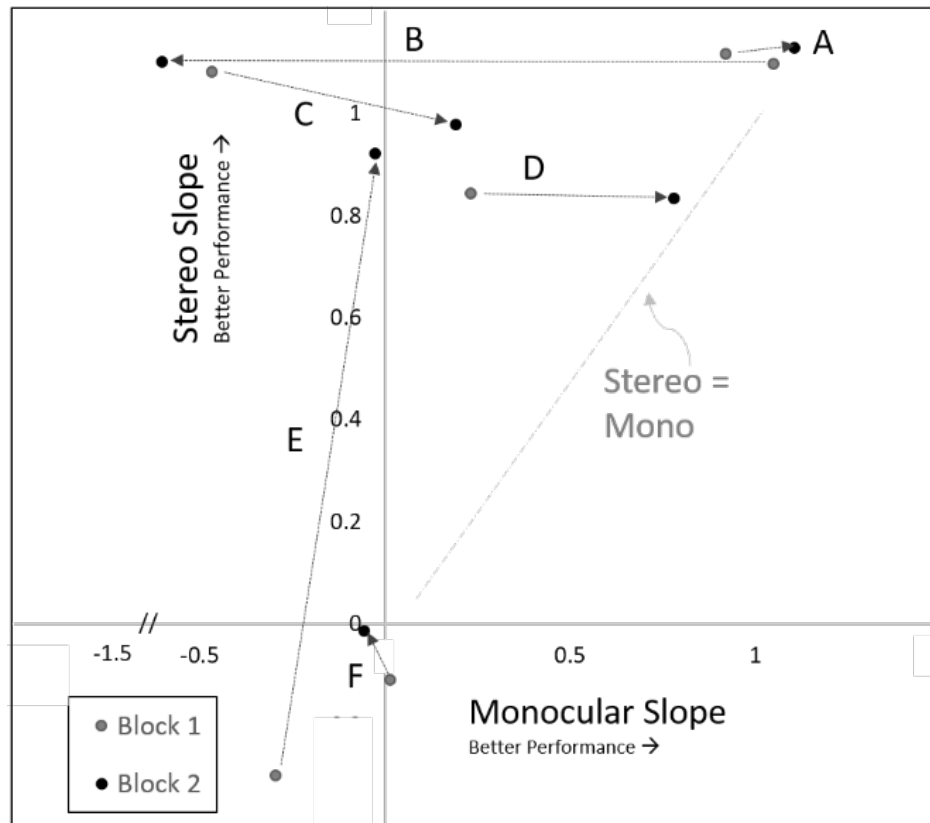 B
A
C
1
D
0.8
Stereo Slope
Better Performance →
0.6
Stereo =
Mono
E
0.4
0.2
0
//
-1.5
-0.5
0.5
1
F
Monocular Slope
Better Performance →
Block 1
Block 2